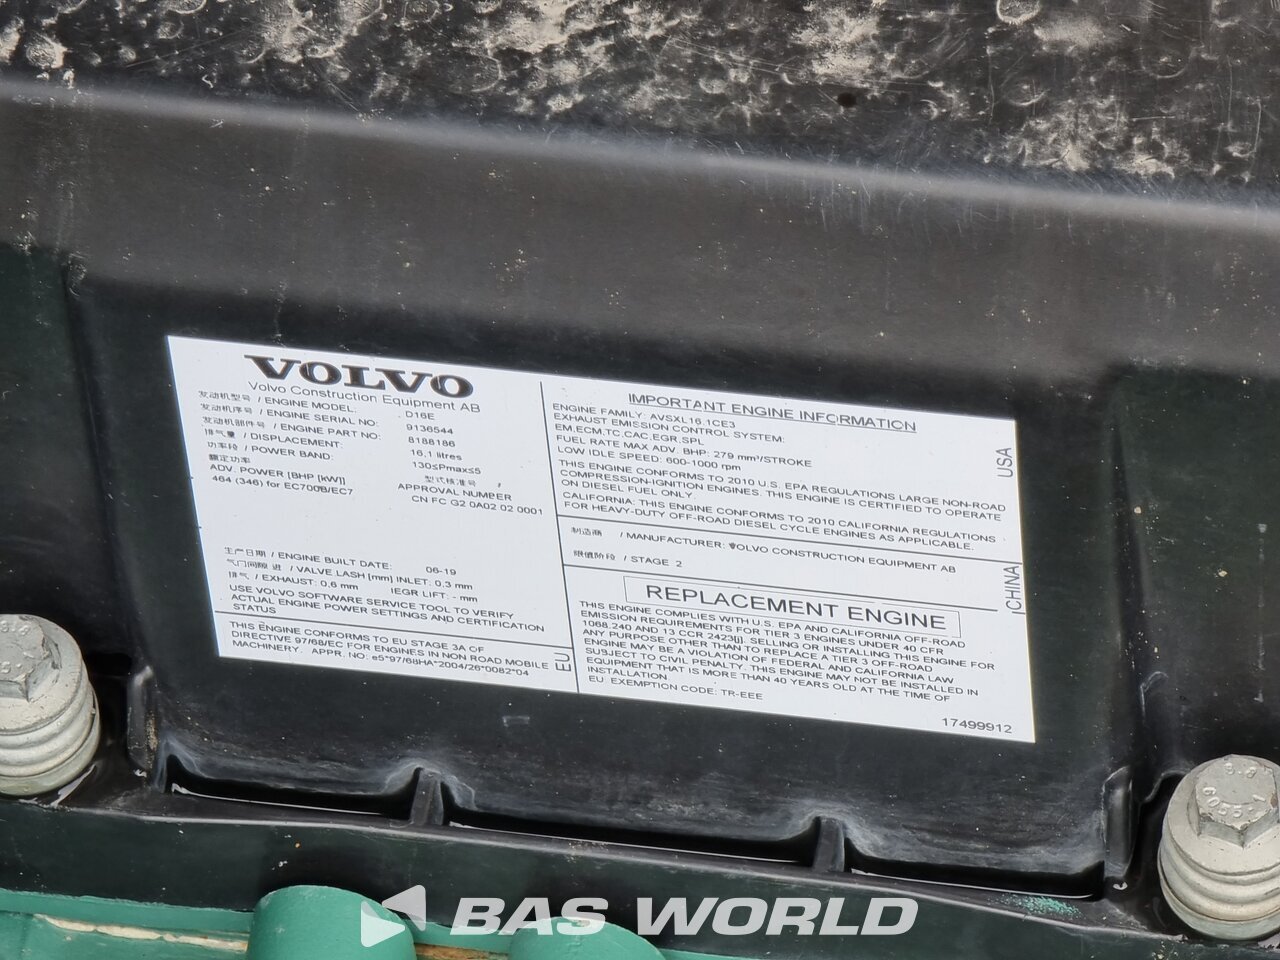 VOLVO
Volvo Construction Equipment AB
发动机型号 / ENGINE MODEL: D16E
发动机序号 / ENGINE SERIAL NO: 9136544
发动机部件号 / ENGINE PART NO: 8188186
排气量 / DISPLACEMENT: 16,1 litres
功率段 / POWER BAND: 130≤Pmax≤5
额定功率 型式核准号
ADV. POWER [BHP [kW]] APPROVAL NUMBER
464 (346) for EC700B/EC7 CN FC G2 0A02 02 0001
生产日期 / ENGINE BUILT DATE: 06-19
气门间隙 进 / VALVE LASH [mm] INLET: 0,3 mm
排气 / EXHAUST: 0,6 mm IEGR LIFT: - mm
USE VOLVO SOFTWARE SERVICE TOOL TO VERIFY
ACTUAL ENGINE POWER SETTINGS AND CERTIFICATION
STATUS
THIS ENGINE CONFORMS TO EU STAGE 3A OF
DIRECTIVE 97/68/EC FOR ENGINES IN NON ROAD MOBILE
MACHINERY. APPR. NO: e5*97/68HA*2004/26*0082*04
EU
IMPORTANT ENGINE INFORMATION
ENGINE FAMILY: AVSXL16.1CE3
EXHAUST EMISSION CONTROL SYSTEM:
EM,ECM,TC,CAC,EGR,SPL
FUEL RATE MAX ADV. BHP: 279 mm³/STROKE
LOW IDLE SPEED: 600-1000 rpm
THIS ENGINE CONFORMS TO 2010 U.S. EPA REGULATIONS LARGE NON-ROAD
COMPRESSION-IGNITION ENGINES. THIS ENGINE IS CERTIFIED TO OPERATE
ON DIESEL FUEL ONLY.
CALIFORNIA: THIS ENGINE CONFORMS TO 2010 CALIFORNIA REGULATIONS
FOR HEAVY-DUTY OFF-ROAD DIESEL CYCLE ENGINES AS APPLICABLE.
USA
制造商 / MANUFACTURER: VOLVO CONSTRUCTION EQUIPMENT AB
限值阶段 / STAGE 2
CHINA
REPLACEMENT ENGINE
THIS ENGINE COMPLIES WITH U.S. EPA AND CALIFORNIA OFF-ROAD
EMISSION REQUIREMENTS FOR TIER 3 ENGINES UNDER 40 CFR
1068.240 AND 13 CCR 2423[j]. SELLING OR INSTALLING THIS ENGINE FOR
ANY PURPOSE OTHER THAN TO REPLACE A TIER 3 OFF-ROAD
ENGINE MAY BE A VIOLATION OF FEDERAL AND CALIFORNIA LAW
SUBJECT TO CIVIL PENALTY. THIS ENGINE MAY NOT BE INSTALLED IN
EQUIPMENT THAT IS MORE THAN 40 YEARS OLD AT THE TIME OF
INSTALLATION
EU EXEMPTION CODE: TR-EEE
17499912
8.8
BAS WORLD